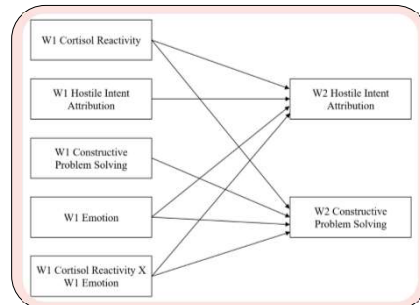 W1 Cortisol Reactivity
W1 Hostile Intent
Attribution
W1 Constructive
Problem Solving
W1 Emotion
W1 Cortisol Reactivity X
W1 Emotion
W2 Hostile Intent
Attribution
W2 Constructive
Problem Solving